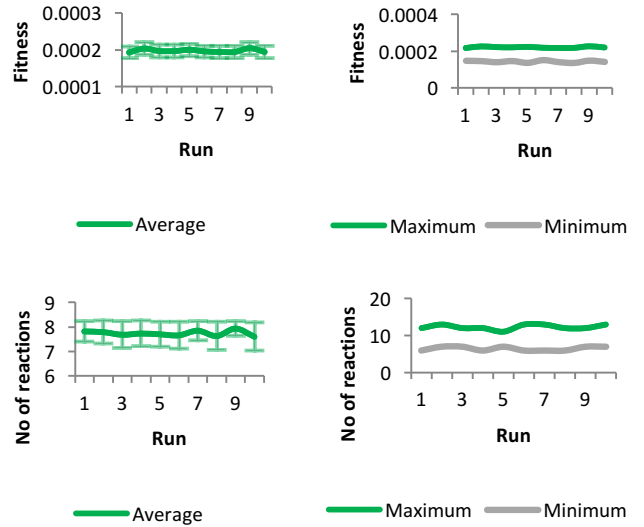 0.0003
0.0002
0.0001
Fitness
1 3 5 7 9
Run
Average
0.0004
0.0002
0
Fitness
1 3 5 7 9
Run
Maximum Minimum
9
8
7
6
No of reactions
1 3 5 7 9
Run
Average
20
10
0
No of reactions
1 3 5 7 9
Run
Maximum Minimum